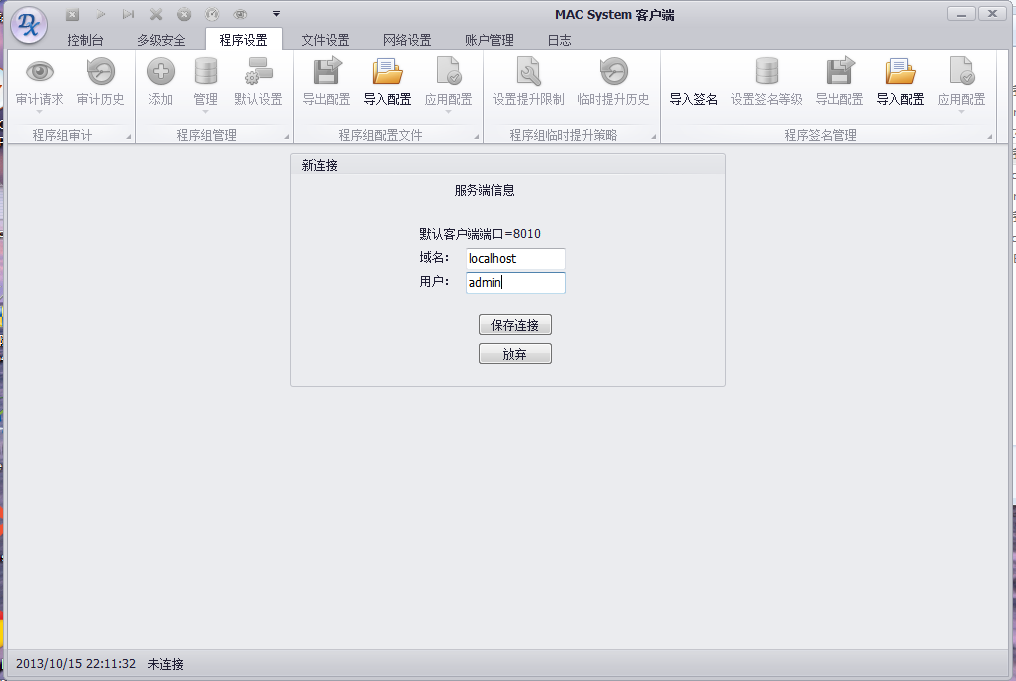 MAC System 客户端
控制台 多级安全 程序设置 文件设置 网络设置 账户管理 日志
审计请求 审计历史 添加 管理 默认设置 导出配置 导入配置 应用配置 设置提升限制 临时提升历史 导入签名 设置签名等级 导出配置 导入配置 应用配置
程序组审计 程序组管理 程序组配置文件 程序组临时提升策略 程序签名管理
新连接
服务端信息
默认客户端端口=8010
域名： localhost
用户： admin
保存连接
放弃
2013/10/15 22:11:32 未连接